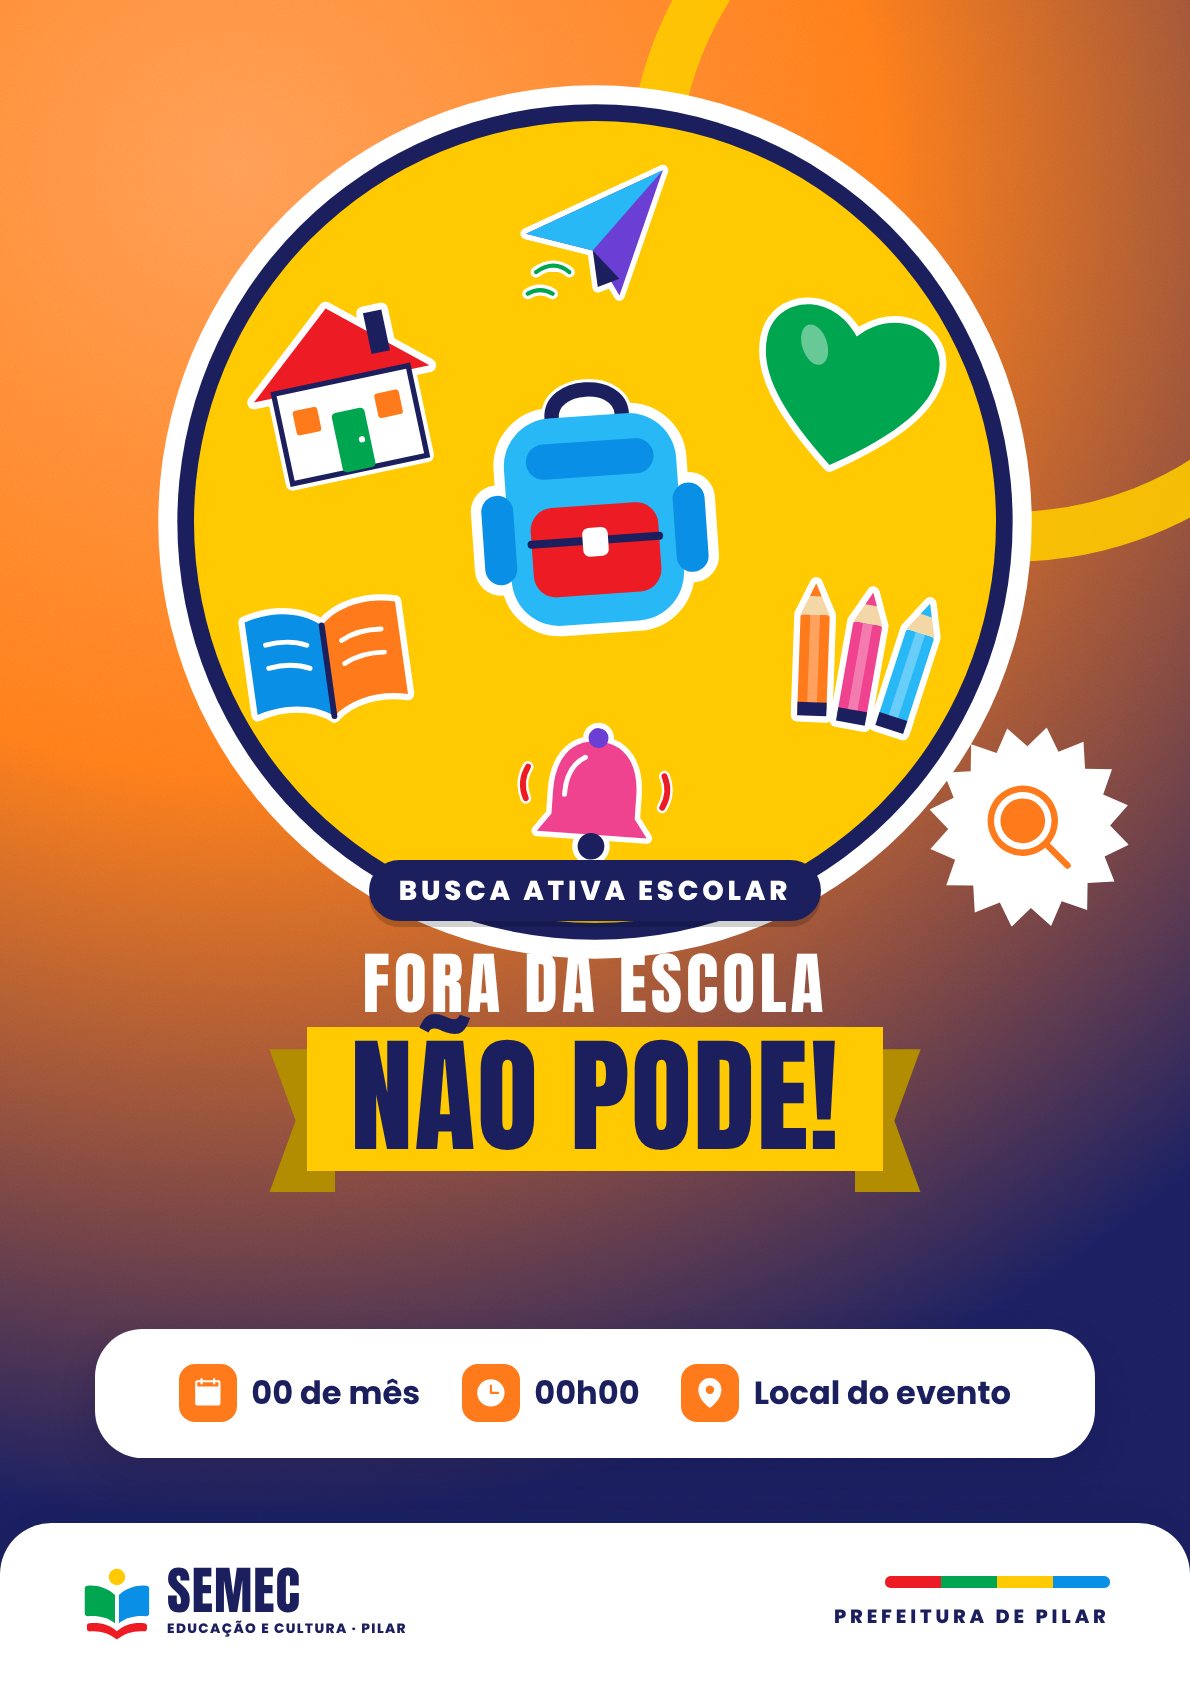 BUSCA ATIVA ESCOLAR
FORA DA ESCOLA
NÃO PODE!
00 de mês
00h00
Local do evento
SEMEC
EDUCAÇÃO E CULTURA · PILAR
PREFEITURA DE PILAR